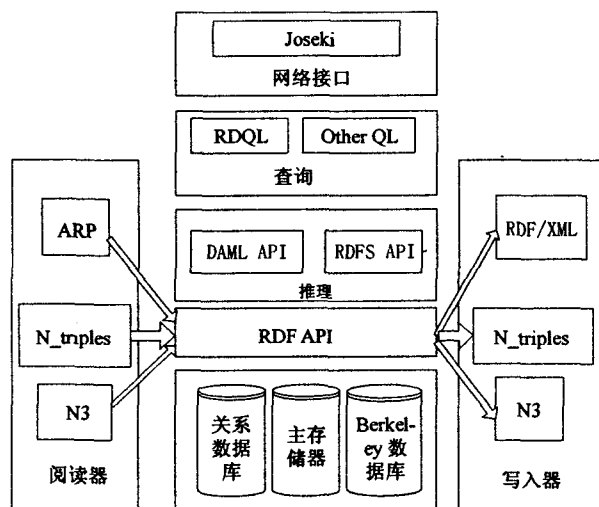 Joseki
网络接口
RDQL
Other QL
查询
DAML API
RDFS API
推理
RDF API
关系
数据
库
主存
储器
Berkel-
ey 数
据库
ARP
N_triples
N3
阅读器
RDF/XML
N_triples
N3
写入器